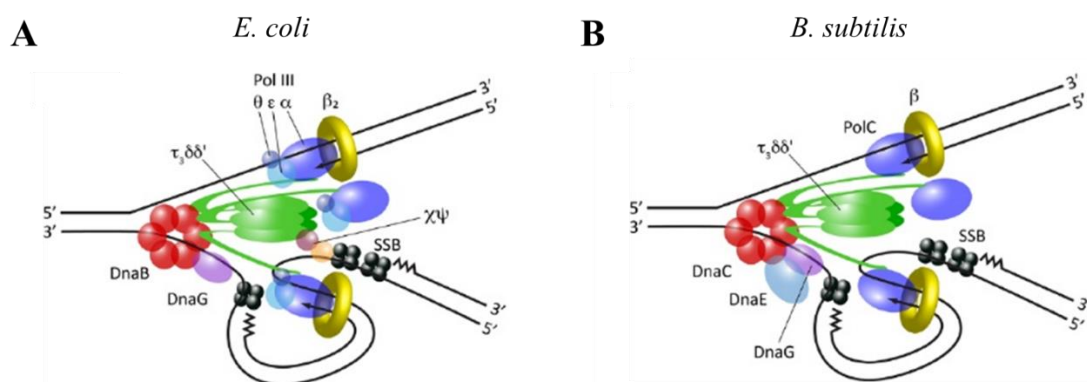 A
E. coli
Pol III
θ ε α
β₂
3'
5'
τ₃δδ'
5'
3'
χψ
SSB
DnaB
DnaG
3'
5'
B
B. subtilis
β
PolC
3'
5'
τ₃δδ'
5'
3'
SSB
DnaC
DnaE
DnaG
3'
5'